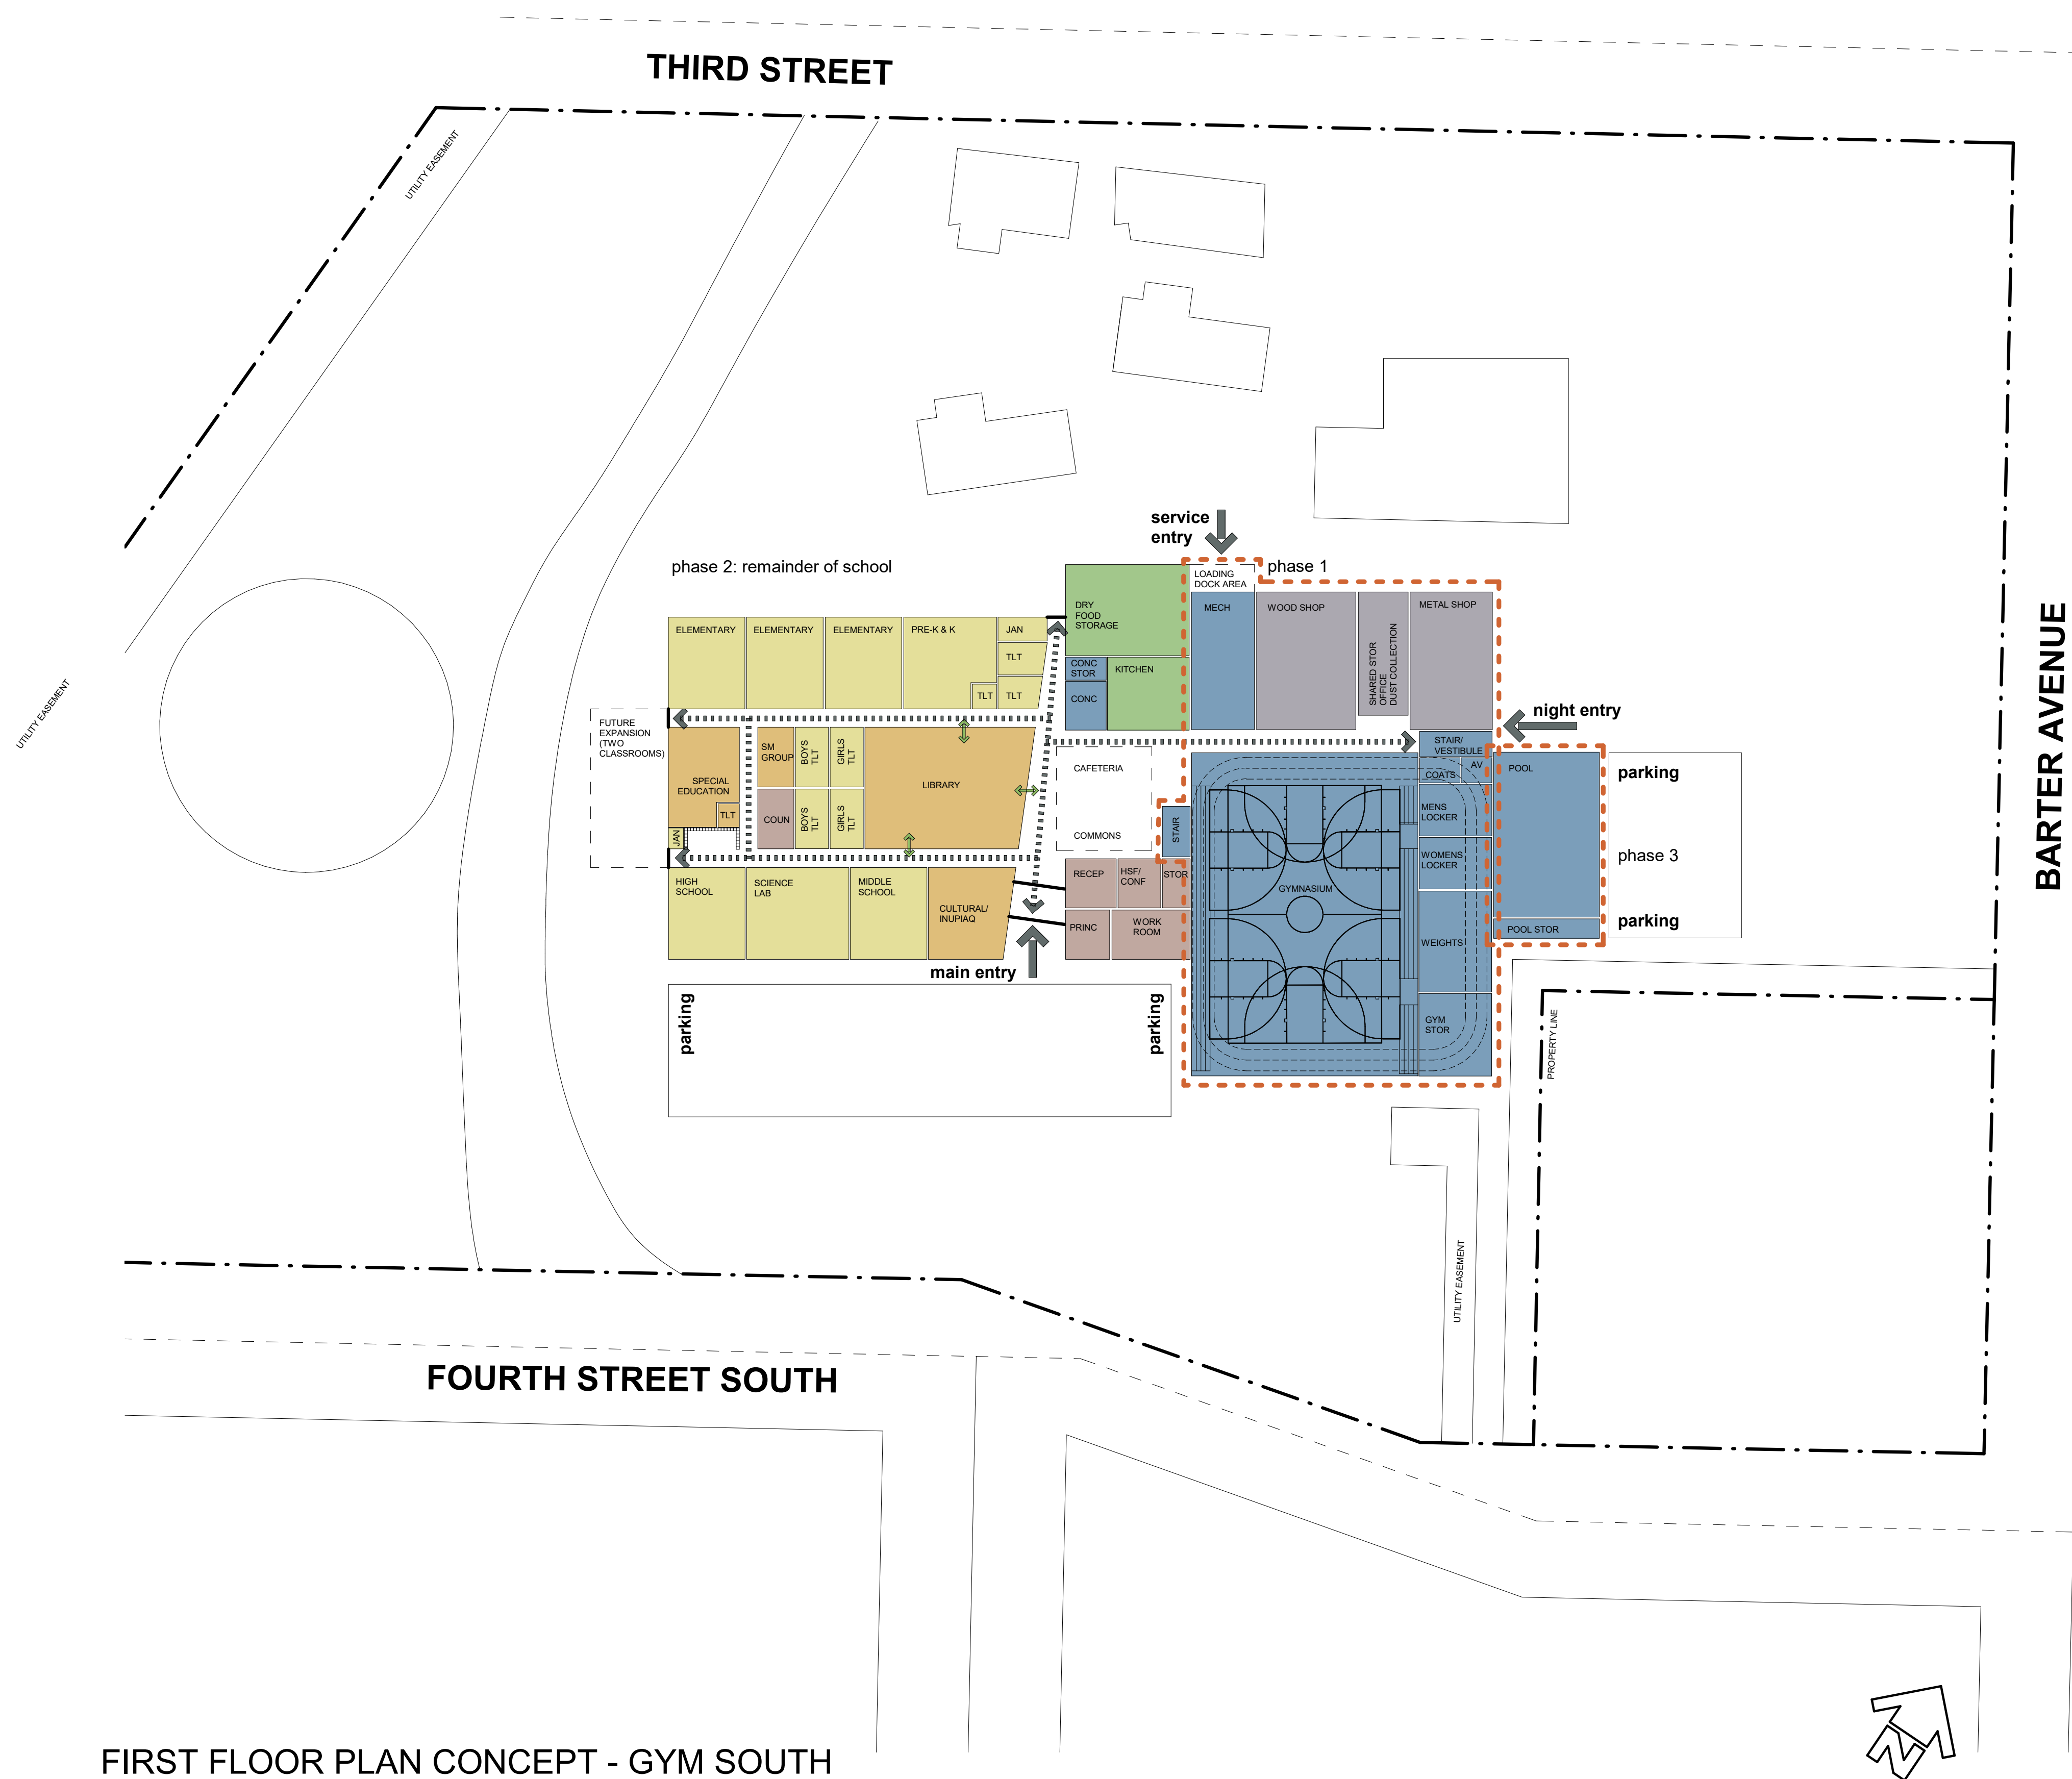 THIRD STREET
UTILITY EASEMENT
UTILITY EASEMENT
service
entry
phase 2: remainder of school
phase 1
LOADING
DOCK AREA
DRY
FOOD
STORAGE
MECH
WOOD SHOP
SHARED STOR
OFFICE
DUST COLLECTION
METAL SHOP
ELEMENTARY
ELEMENTARY
ELEMENTARY
PRE-K & K
JAN
TLT
TLT
TLT
CONC
STOR
CONC
KITCHEN
night entry
BARTER AVENUE
FUTURE
EXPANSION
(TWO
CLASSROOMS)
SPECIAL
EDUCATION
TLT
JAN
SM
GROUP
BOYS
TLT
GIRLS
TLT
COUN
BOYS
TLT
GIRLS
TLT
LIBRARY
CAFETERIA
COMMONS
STAIR
STAIR/
VESTIBULE
COATS
AV
POOL
parking
MENS
LOCKER
WOMENS
LOCKER
phase 3
GYMNASIUM
WEIGHTS
parking
POOL STOR
GYM
STOR
HIGH
SCHOOL
SCIENCE
LAB
MIDDLE
SCHOOL
CULTURAL/
INUPIAQ
RECEP
HSF/
CONF
STOR
PRINC
WORK
ROOM
main entry
parking
parking
PROPERTY LINE
UTILITY EASEMENT
FOURTH STREET SOUTH
N
FIRST FLOOR PLAN CONCEPT - GYM SOUTH